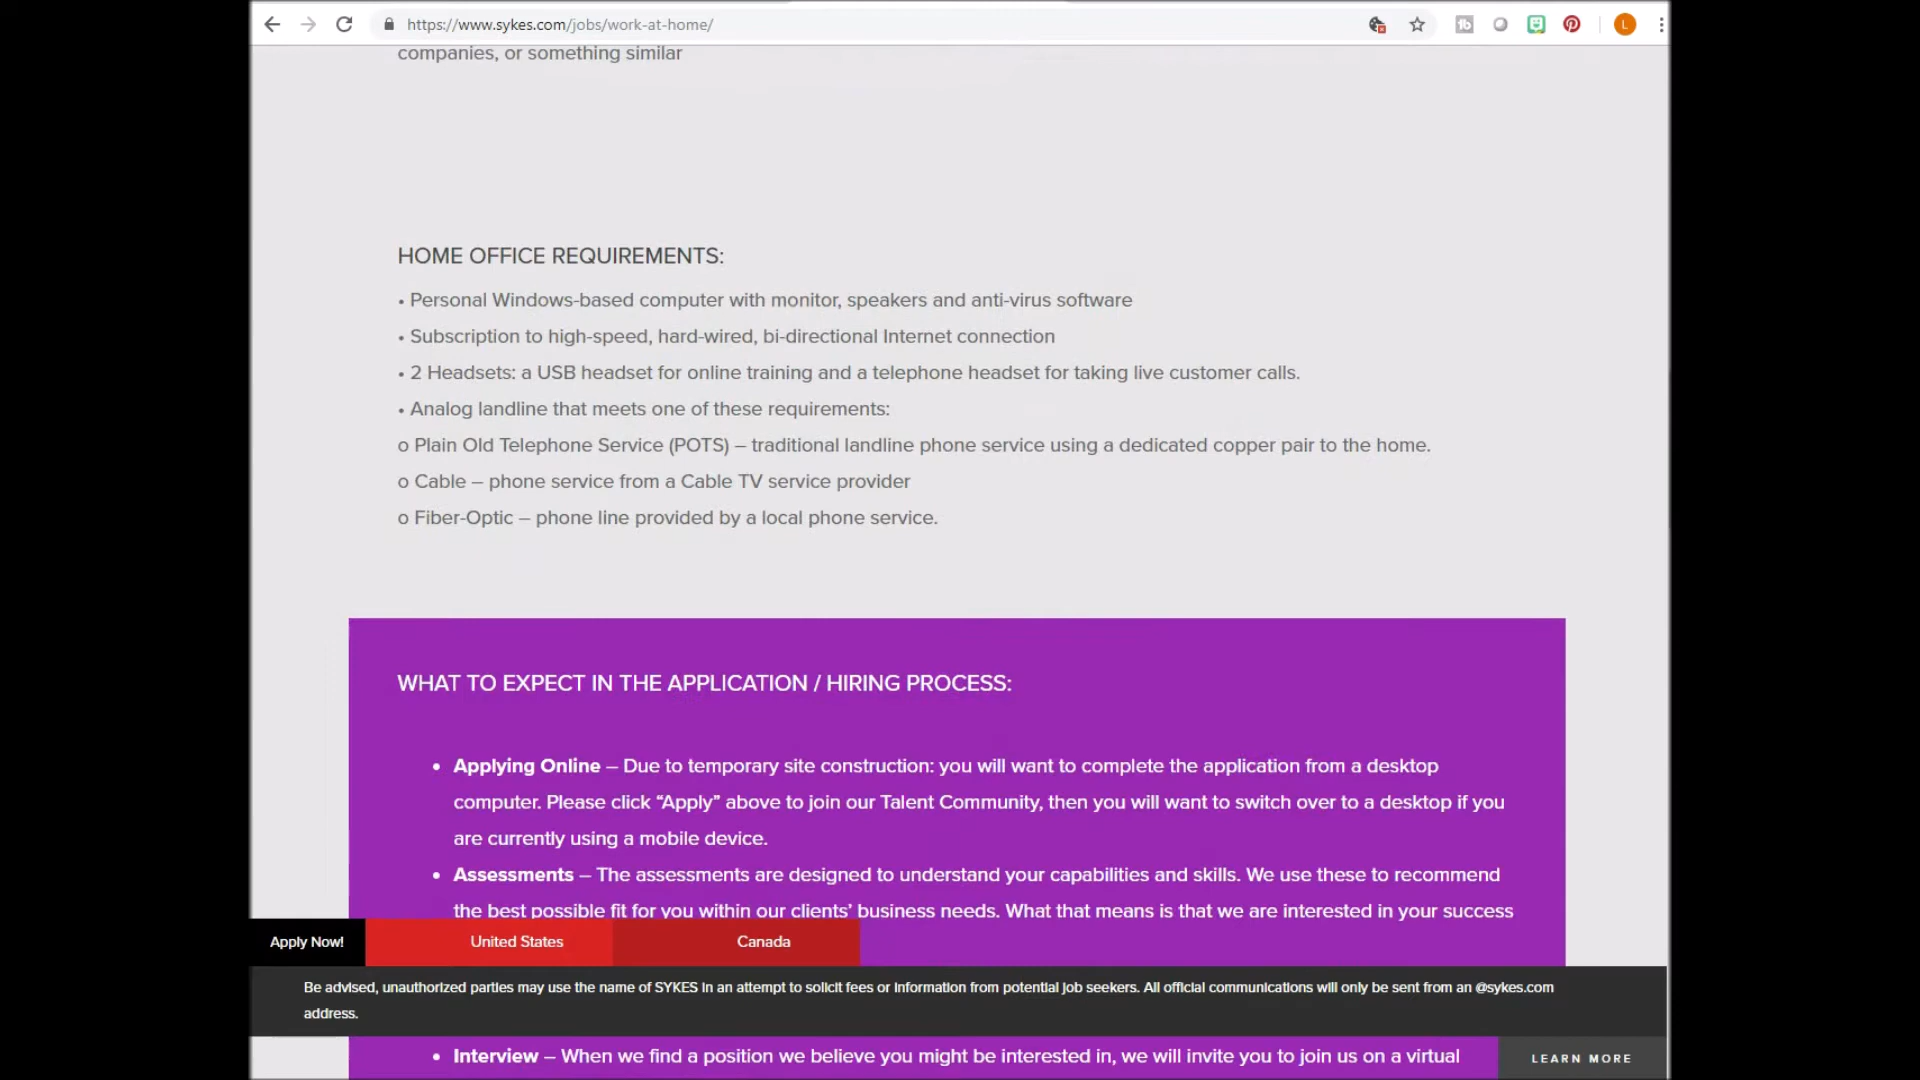 https://www.sykes.com/jobs/work-at-home/
L
companies, or something similar
HOME OFFICE REQUIREMENTS:
• Personal Windows-based computer with monitor, speakers and anti-virus software
• Subscription to high-speed, hard-wired, bi-directional Internet connection
• 2 Headsets: a USB headset for online training and a telephone headset for taking live customer calls.
• Analog landline that meets one of these requirements:
o Plain Old Telephone Service (POTS) – traditional landline phone service using a dedicated copper pair to the home.
o Cable – phone service from a Cable TV service provider
o Fiber-Optic – phone line provided by a local phone service.
WHAT TO EXPECT IN THE APPLICATION / HIRING PROCESS:
• Applying Online – Due to temporary site construction: you will want to complete the application from a desktop
computer. Please click “Apply” above to join our Talent Community, then you will want to switch over to a desktop if you
are currently using a mobile device.
• Assessments – The assessments are designed to understand your capabilities and skills. We use these to recommend
the best possible fit for you within our clients’ business needs. What that means is that we are interested in your success
Apply Now! United States Canada
Be advised, unauthorized parties may use the name of SYKES in an attempt to solicit fees or information from potential job seekers. All official communications will only be sent from an @sykes.com
address.
• Interview – When we find a position we believe you might be interested in, we will invite you to join us on a virtual
LEARN MORE